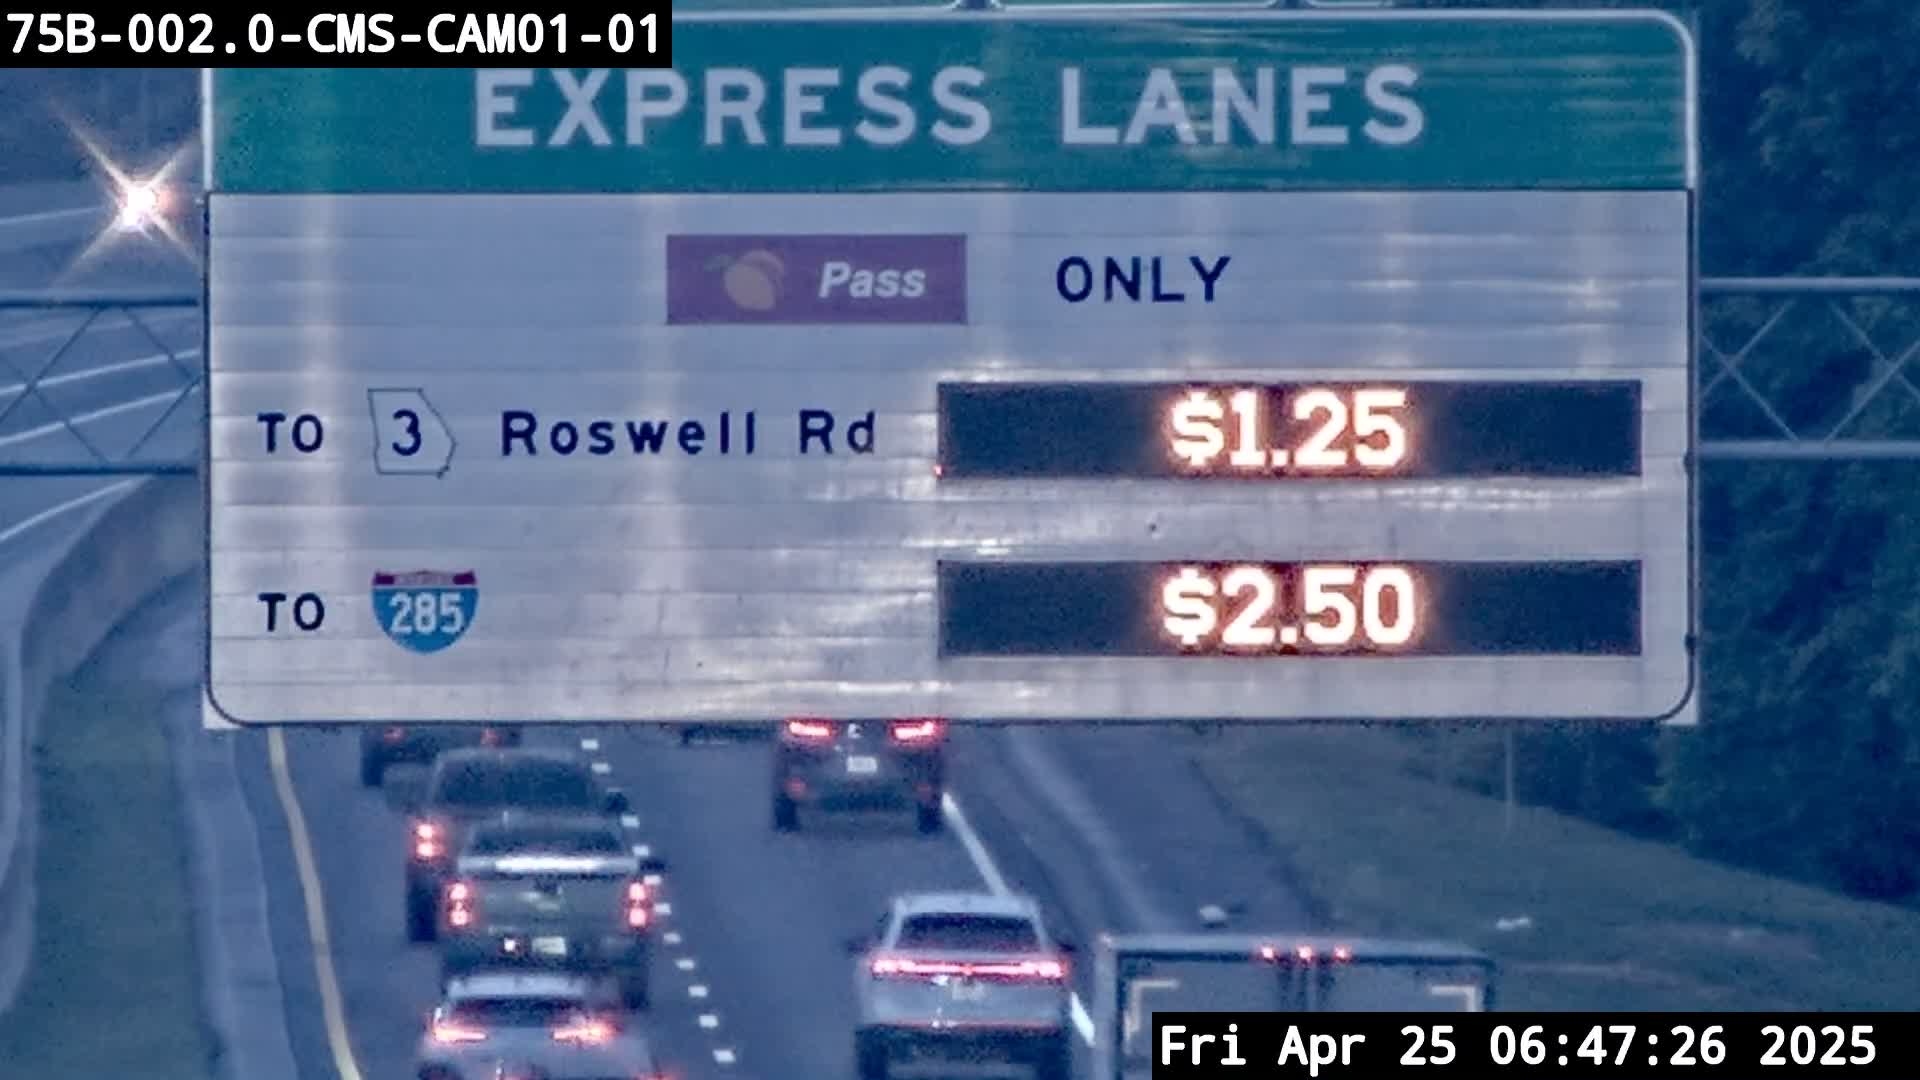 75B-002.0-CMS-CAM01-01
EXPRESS LANES
Pass ONLY
TO 3 Roswell Rd $1.25
TO 285 $2.50
Fri Apr 25 06:47:26 2025